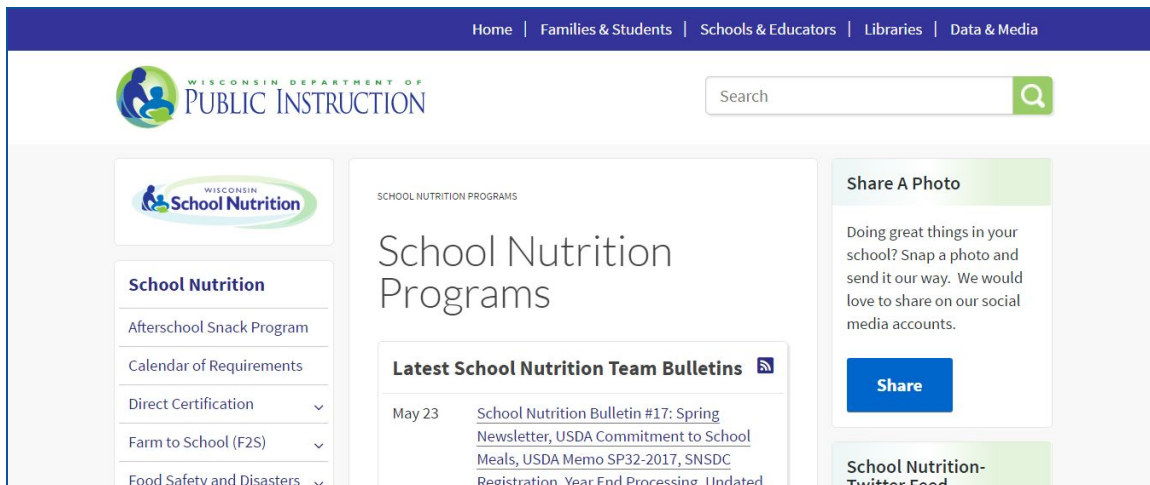 Home | Families & Students | Schools & Educators | Libraries | Data & Media
WISCONSIN DEPARTMENT OF
PUBLIC INSTRUCTION
Search
WISCONSIN
School Nutrition
School Nutrition
Afterschool Snack Program
Calendar of Requirements
Direct Certification
Farm to School (F2S)
Food Safety and Disasters
SCHOOL NUTRITION PROGRAMS
School Nutrition
Programs
Latest School Nutrition Team Bulletins
May 23
School Nutrition Bulletin #17: Spring
Newsletter, USDA Commitment to School
Meals, USDA Memo SP32-2017, SNSDC
Registration, Year End Processing, Updated
Share A Photo
Doing great things in your
school? Snap a photo and
send it our way. We would
love to share on our social
media accounts.
Share
School Nutrition-
Twitter Feed